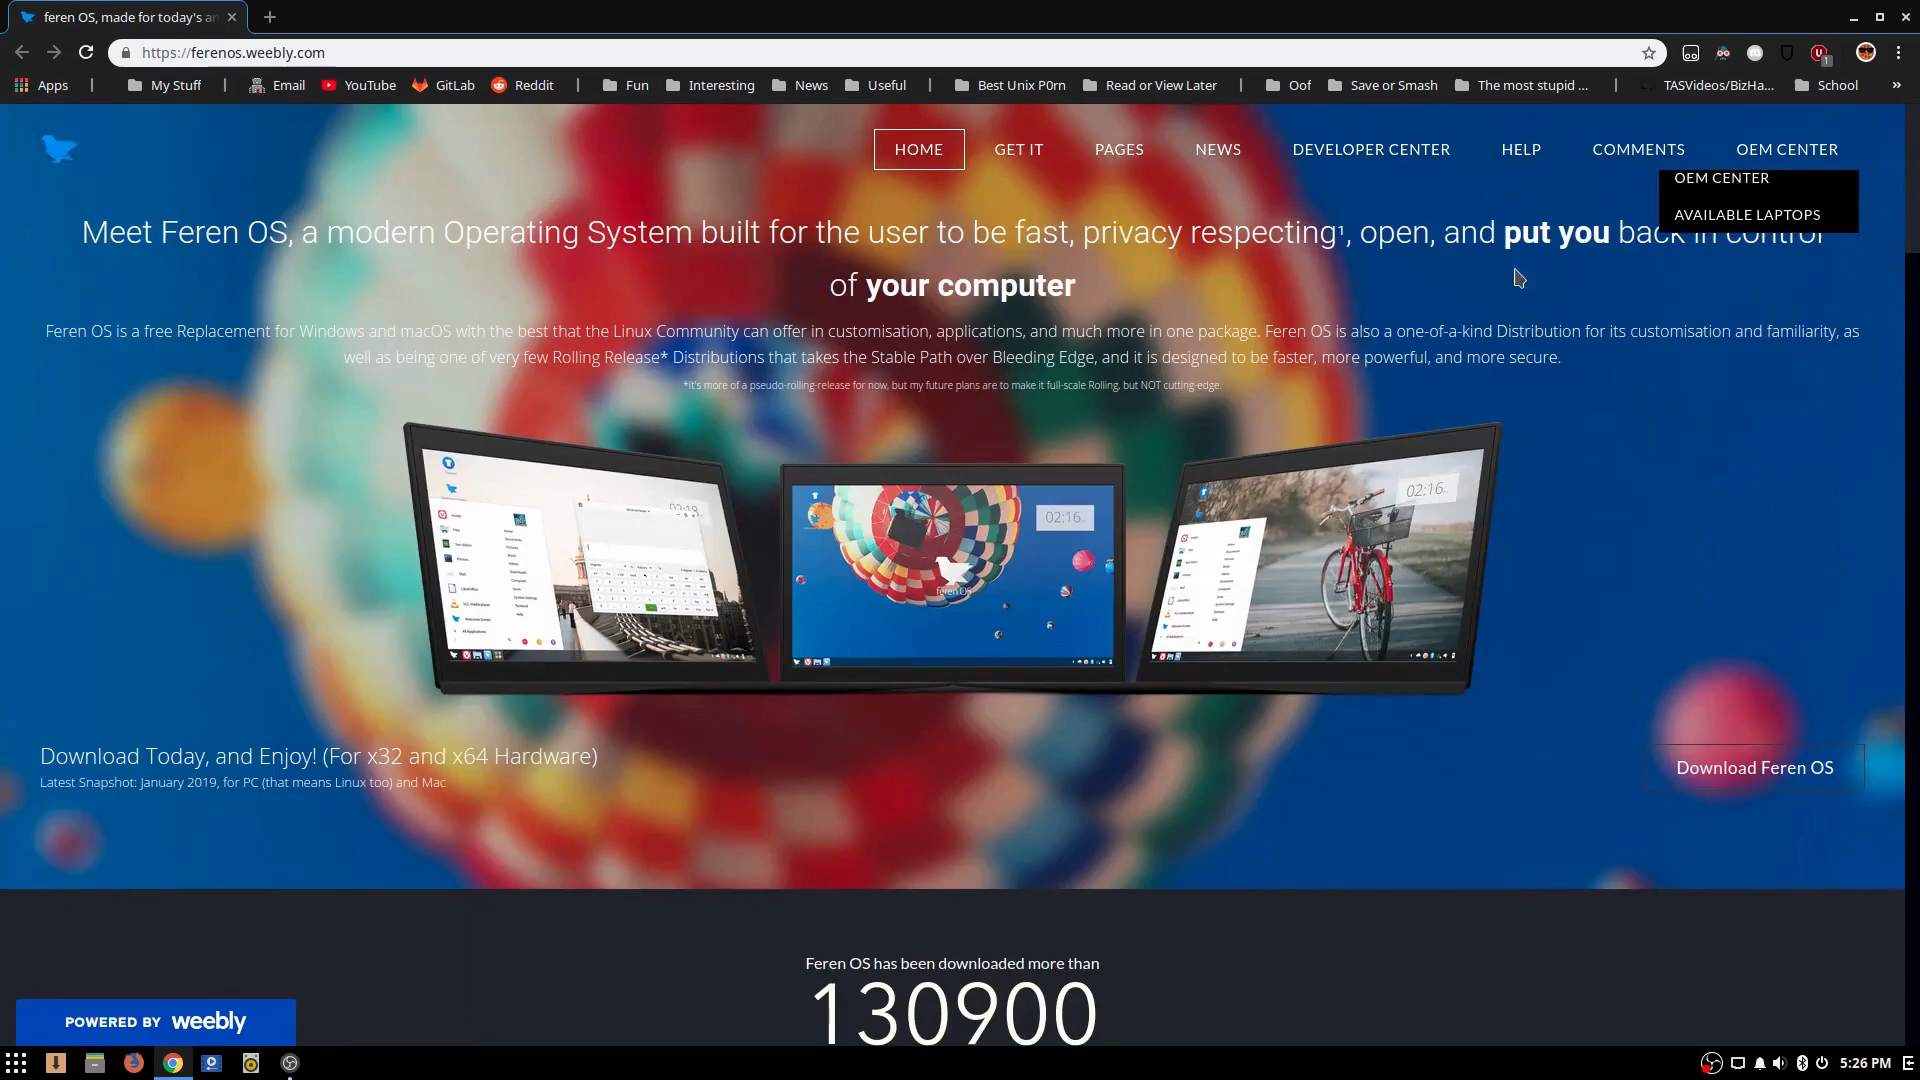 feren OS, made for today's an
https://ferenos.weebly.com
Apps | My Stuff | Email YouTube GitLab Reddit | Fun Interesting News Useful | Best Unix P0rn Read or View Later | Oof Save or Smash The most stupid ... | TASVideos/BizHa... School »
HOME GET IT PAGES NEWS DEVELOPER CENTER HELP COMMENTS OEM CENTER
OEM CENTER
AVAILABLE LAPTOPS
Meet Feren OS, a modern Operating System built for the user to be fast, privacy respecting¹, open, and put you back in control
of your computer
Feren OS is a free Replacement for Windows and macOS with the best that the Linux Community can offer in customisation, applications, and much more in one package. Feren OS is also a one-of-a-kind Distribution for its customisation and familiarity, as
well as being one of very few Rolling Release* Distributions that takes the Stable Path over Bleeding Edge, and it is designed to be faster, more powerful, and more secure.
*It's more of a pseudo-rolling-release for now, but my future plans are to make it full-scale Rolling, but NOT cutting-edge.
02:16
02:16
feren OS
Download Today, and Enjoy! (For x32 and x64 Hardware)
Latest Snapshot: January 2019, for PC (that means Linux too) and Mac
Download Feren OS
Feren OS has been downloaded more than
130900
POWERED BY weebly
5:26 PM